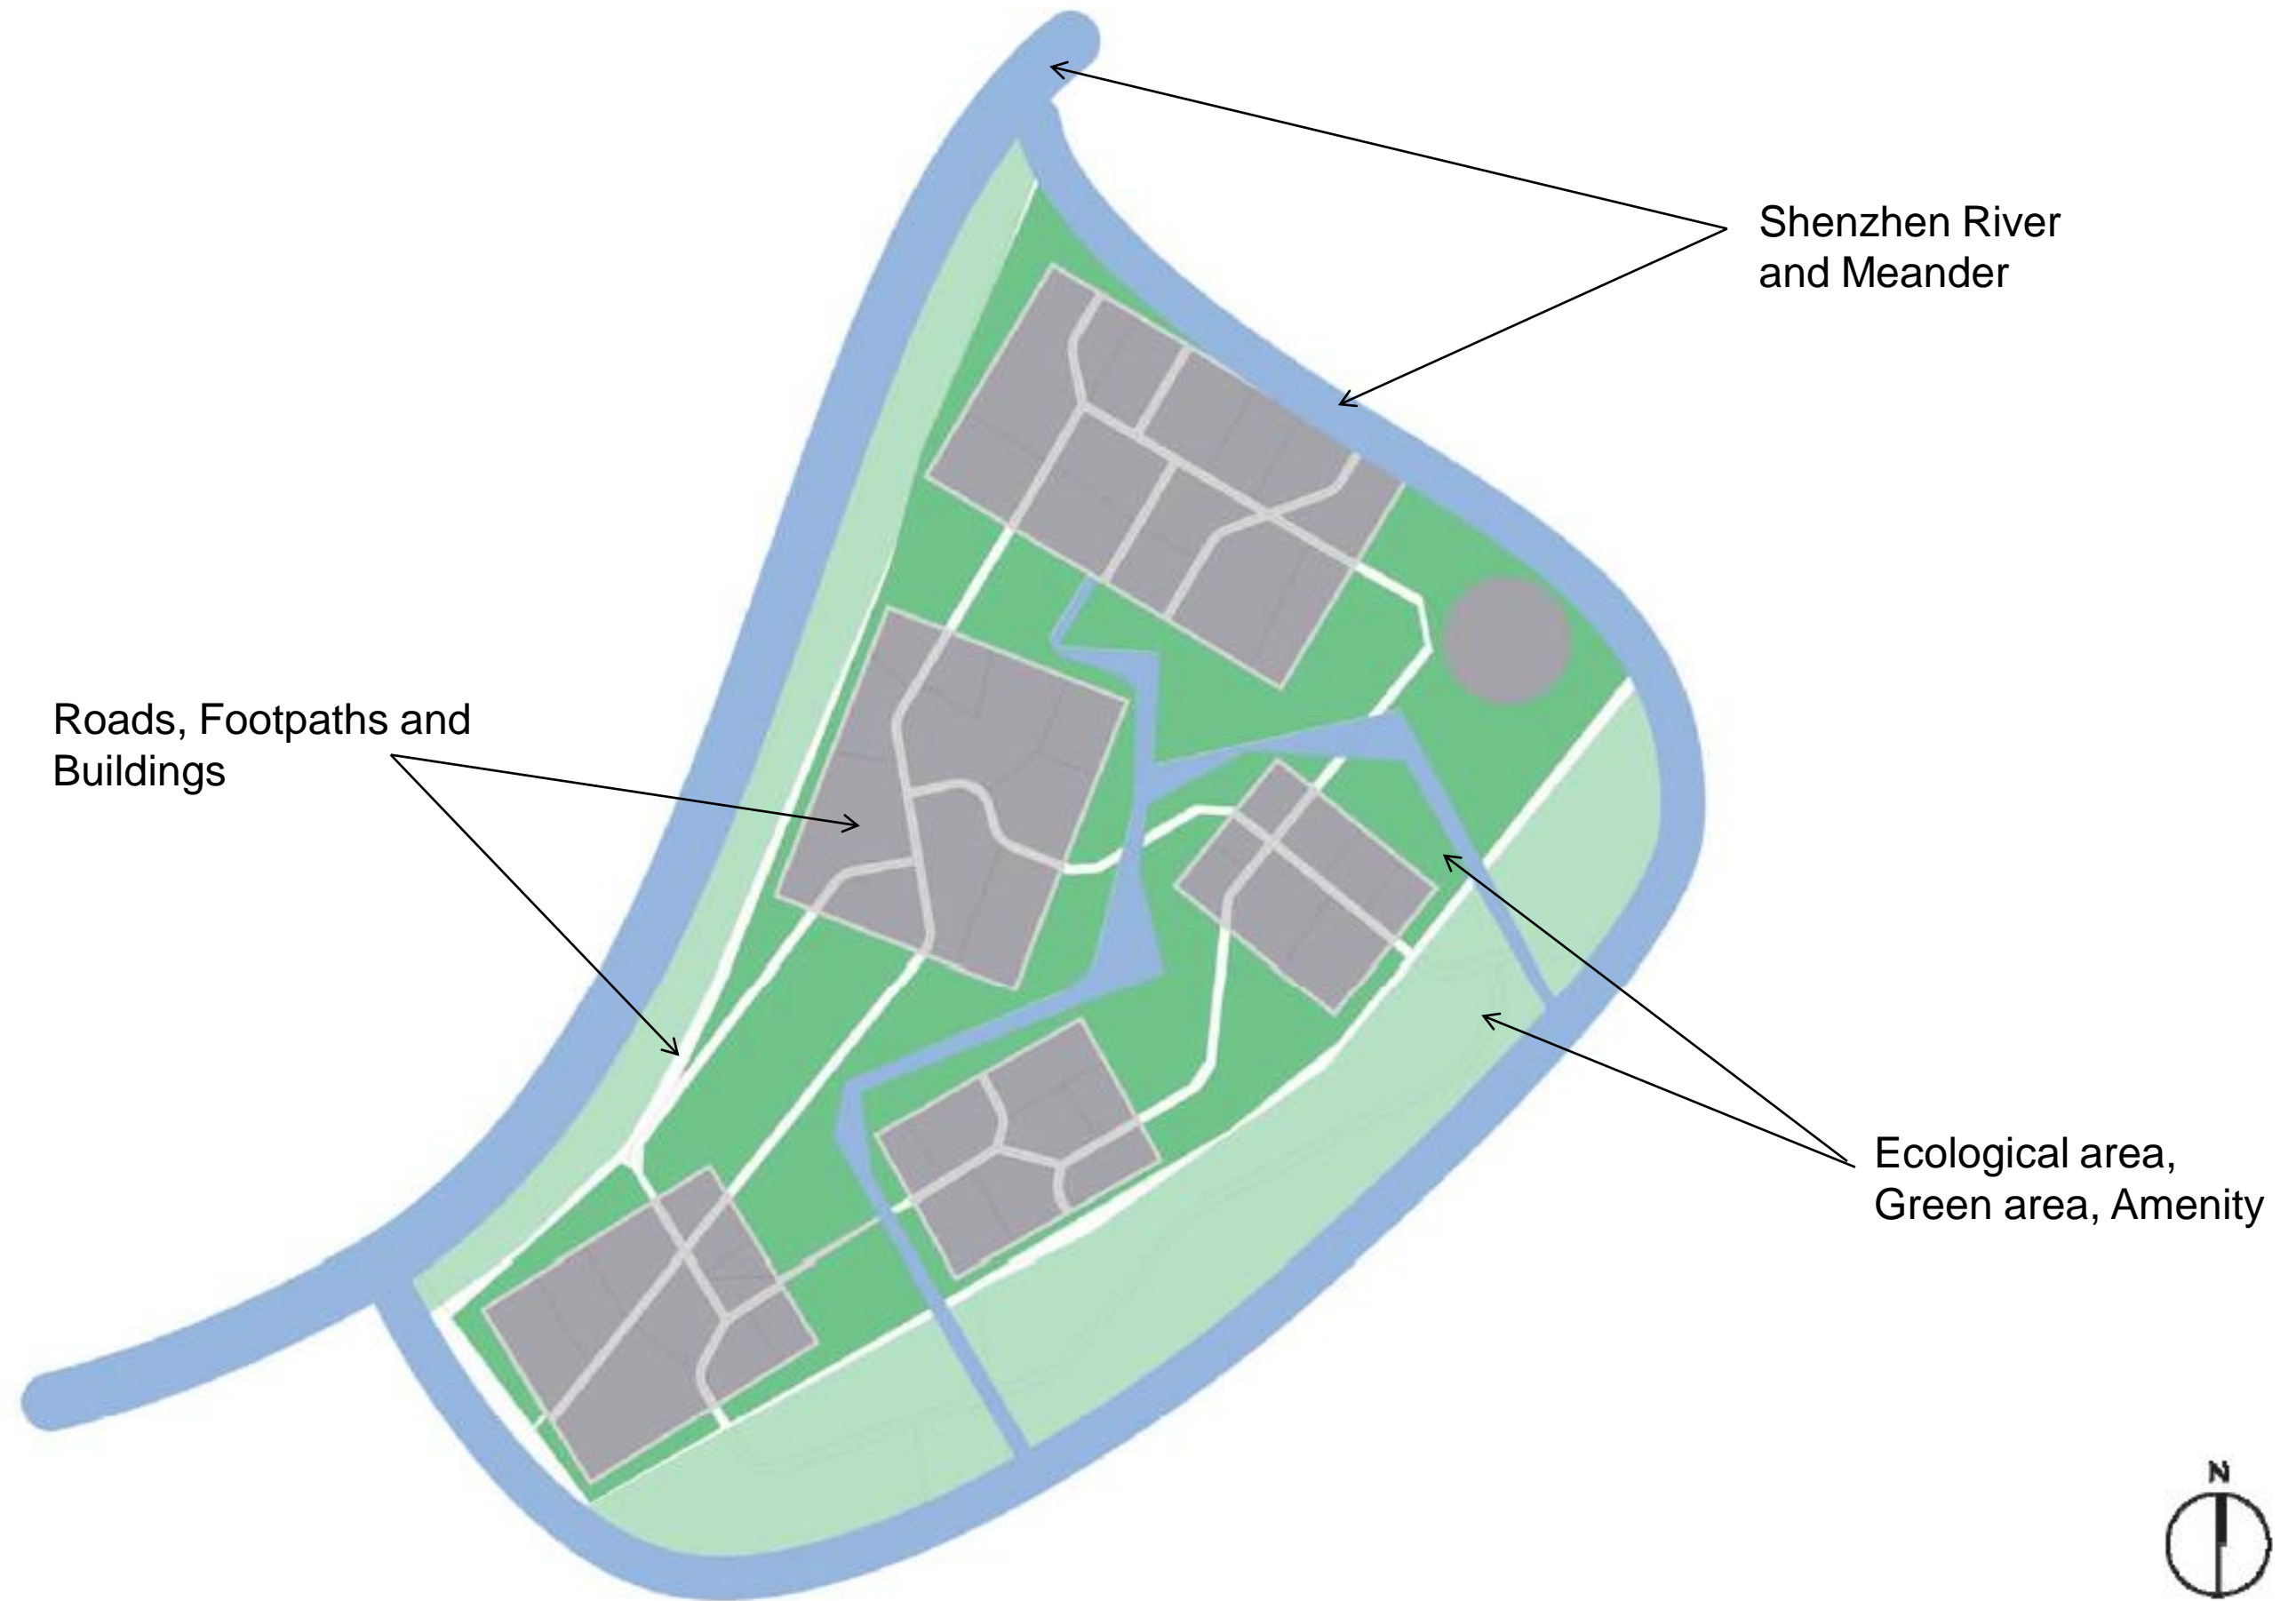 Shenzhen River
and Meander
Roads, Footpaths and
Buildings
Ecological area,
Green area, Amenity
N